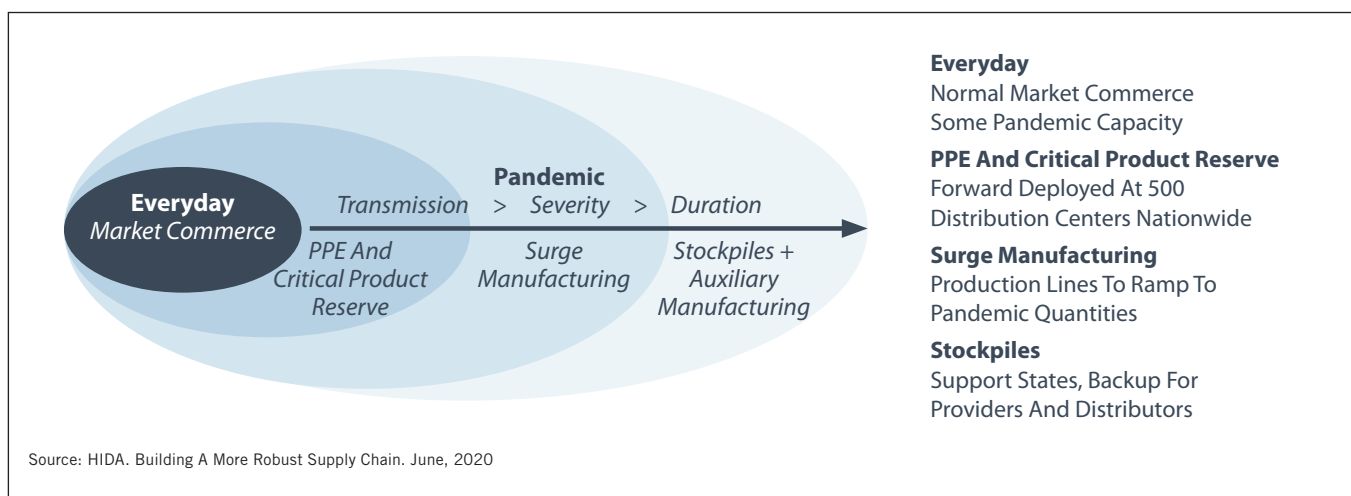 Everyday
Market Commerce
Pandemic
Transmission > Severity > Duration
PPE And
Critical Product
Reserve
Surge
Manufacturing
Stockpiles +
Auxiliary
Manufacturing
Everyday
Normal Market Commerce
Some Pandemic Capacity
PPE And Critical Product Reserve
Forward Deployed At 500
Distribution Centers Nationwide
Surge Manufacturing
Production Lines To Ramp To
Pandemic Quantities
Stockpiles
Support States, Backup For
Providers And Distributors
Source: HIDA. Building A More Robust Supply Chain. June, 2020